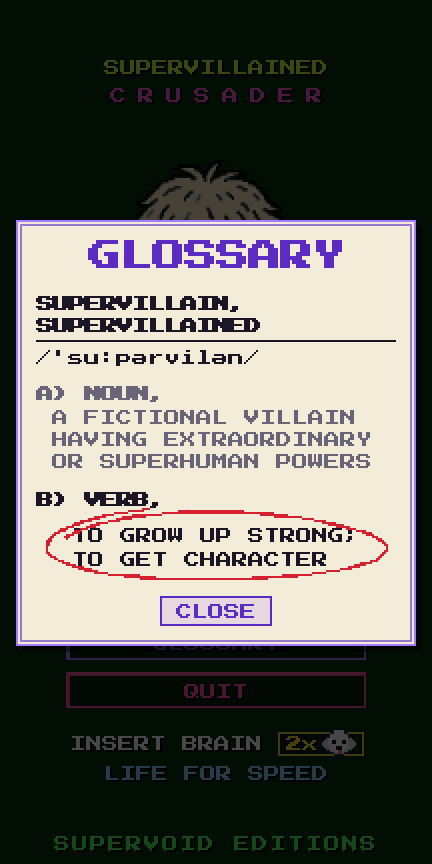 SUPERVILLAINED
CRUSADER
GLOSSARY
SUPERVILLAIN,
SUPERVILLAINED
/'su:pərvilən/
A) NOUN,
A FICTIONAL VILLAIN
HAVING EXTRAORDINARY
OR SUPERHUMAN POWERS
B) VERB,
TO GROW UP STRONG;
TO GET CHARACTER
CLOSE
GLOSSARY
QUIT
INSERT BRAIN 2x
LIFE FOR SPEED
SUPERVOID EDITIONS